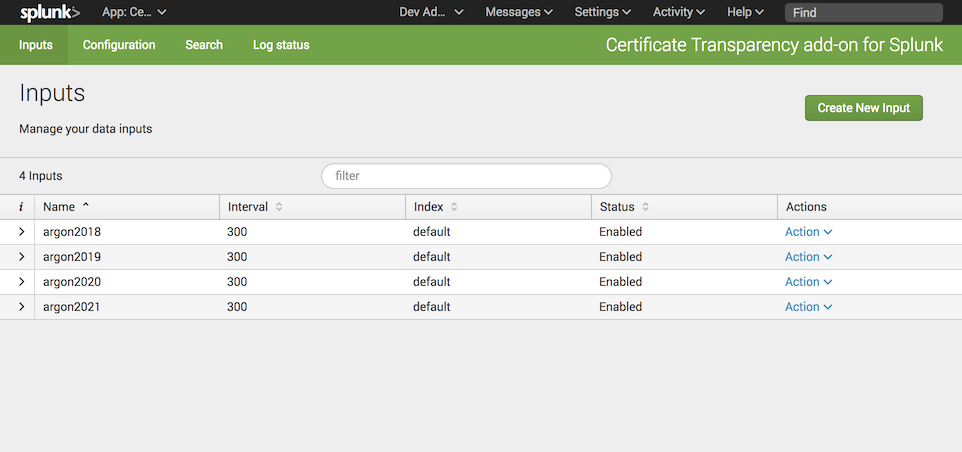 splunk> App: Ce... Dev Ad... Messages Settings Activity Help Find
Inputs Configuration Search Log status Certificate Transparency add-on for Splunk
Inputs
Create New Input
Manage your data inputs
4 Inputs filter
i Name Interval Index Status Actions
argon2018 300 default Enabled Action
argon2019 300 default Enabled Action
argon2020 300 default Enabled Action
argon2021 300 default Enabled Action